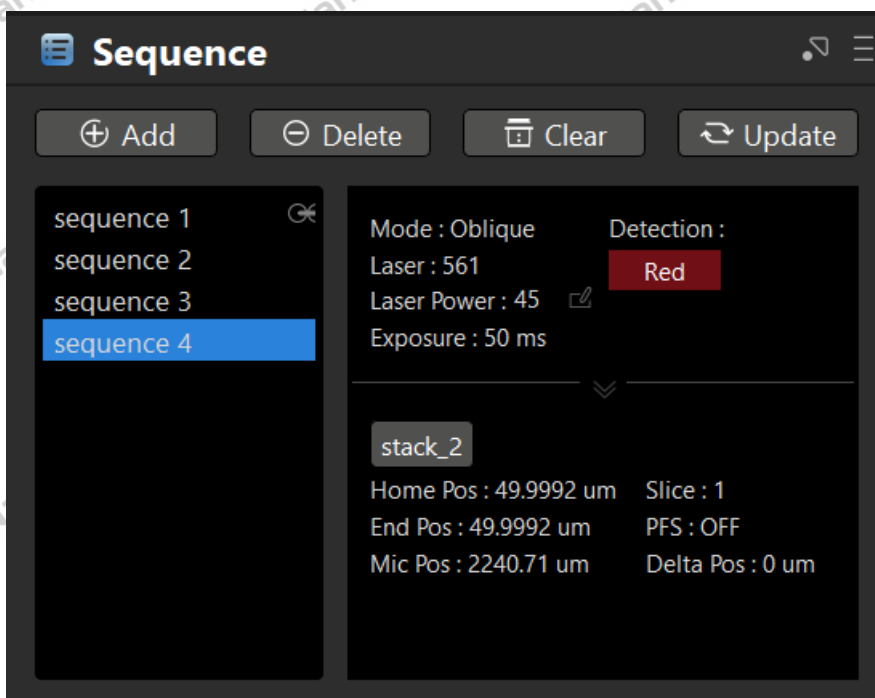 Sequence
Add Delete Clear Update
sequence 1
sequence 2
sequence 3
sequence 4
Mode : Oblique
Laser : 561
Laser Power : 45
Exposure : 50 ms
Detection :
Red
stack_2
Home Pos : 49.9992 um Slice : 1
End Pos : 49.9992 um PFS : OFF
Mic Pos : 2240.71 um Delta Pos : 0 um